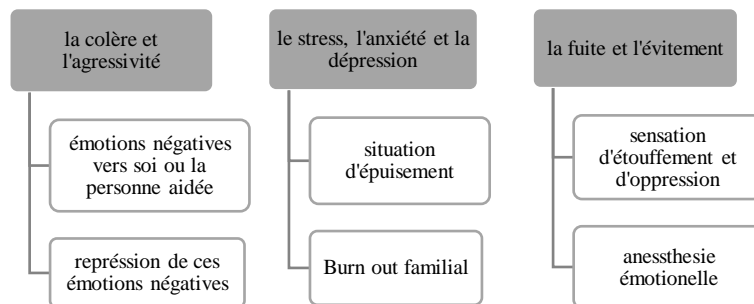 la colère et
l'agressivité
émotions négatives
vers soi ou la
personne aidée
représsion de ces
émotions négatives
le stress, l'anxiété et la
dépression
situation
d'épuisement
Burn out familial
la fuite et l'évitement
sensation
d'étouffement et
d'oppression
anessthesie
émotionelle